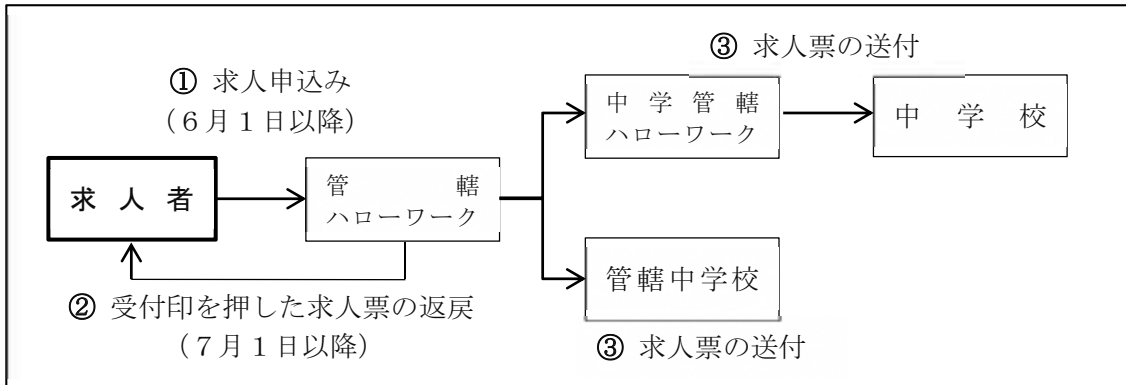 ③ 求人票の送付
① 求人申込み
（６月１日以降）
中学管轄
ハローワーク
中学校
求人者
管轄
ハローワーク
管轄中学校
② 受付印を押した求人票の返戻
（７月１日以降）
③ 求人票の送付